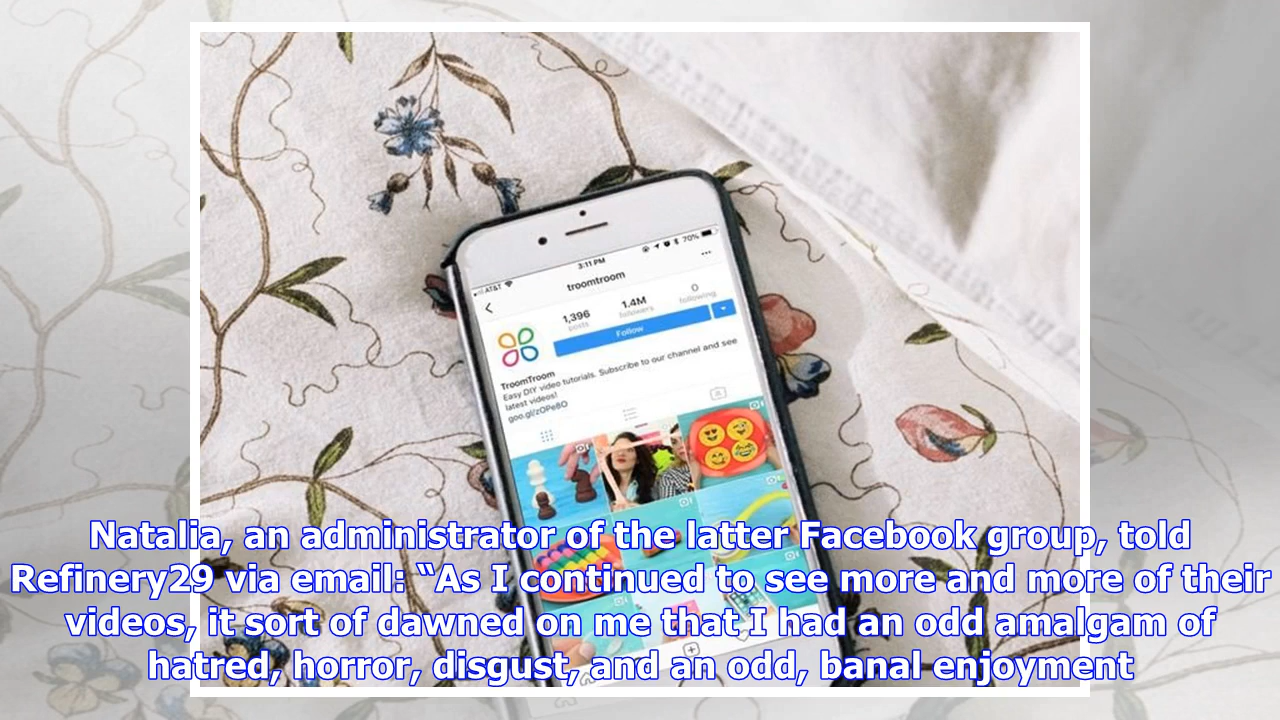 AT&T
3:11 PM
70%
troomtroom
1,396
posts
1.4M
followers
0
following
Follow
TroomTroom
Easy DIY video tutorials. Subscribe to our channel and see
latest videos!
goo.gl/zOPe8O
Natalia, an administrator of the latter Facebook group, told
Refinery29 via email: “As I continued to see more and more of their
videos, it sort of dawned on me that I had an odd amalgam of
hatred, horror, disgust, and an odd, banal enjoyment